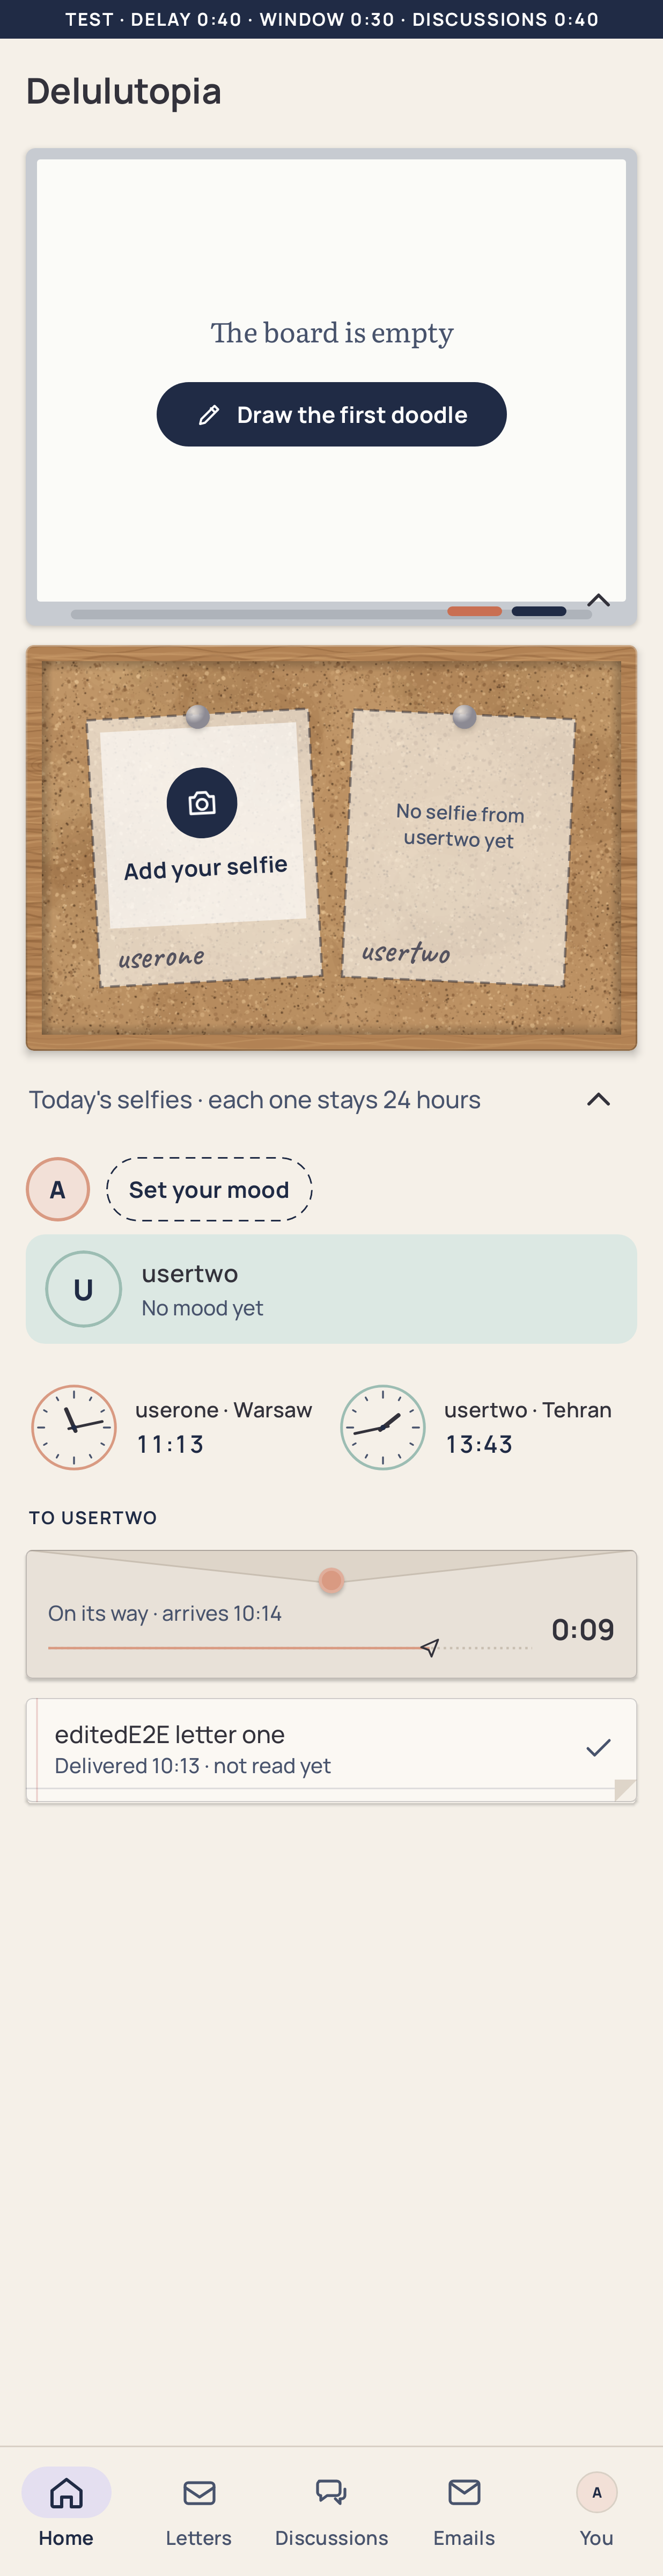 TEST · DELAY 0:40 · WINDOW 0:30 · DISCUSSIONS 0:40
Delulutopia
The board is empty
Draw the first doodle
Add your selfie
userone
No selfie from
usertwo yet
usertwo
Today's selfies · each one stays 24 hours
A
Set your mood
U
usertwo
No mood yet
userone · Warsaw
11:13
usertwo · Tehran
13:43
TO USERTWO
On its way · arrives 10:14
0:09
editedE2E letter one
Delivered 10:13 · not read yet
A
Home
Letters
Discussions
Emails
You